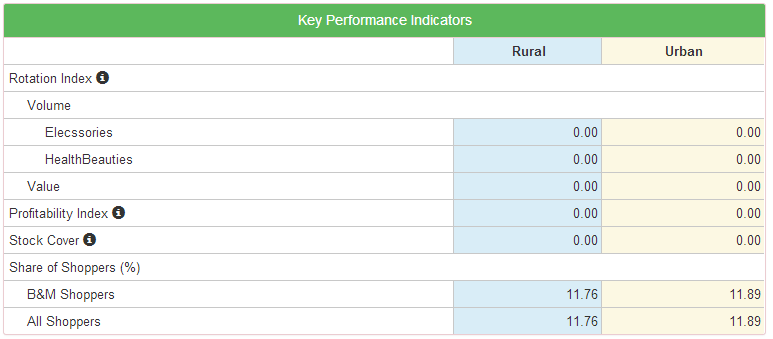 Key Performance Indicators
Rural Urban
Rotation Index
Volume
Elecssories 0.00 0.00
HealthBeauties 0.00 0.00
Value 0.00 0.00
Profitability Index 0.00 0.00
Stock Cover 0.00 0.00
Share of Shoppers (%)
B&M Shoppers 11.76 11.89
All Shoppers 11.76 11.89